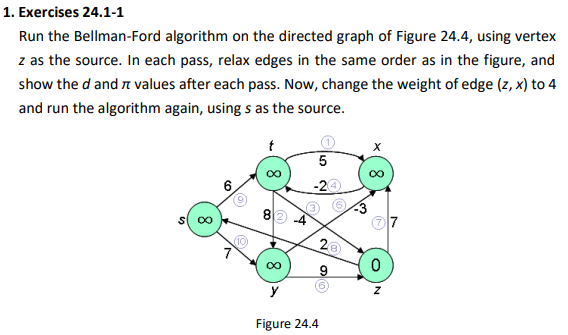 1. Exercises 24.1-1
Run the Bellman-Ford algorithm on the directed graph of Figure 24.4, using vertex
z as the source. In each pass, relax edges in the same order as in the figure, and
show the d and π values after each pass. Now, change the weight of edge (z, x) to 4
and run the algorithm again, using s as the source.
t ① x
5
∞ ∞
6 -2 ④
⑨
③ ⑥ -3
s ∞ 8 ② -4 ⑦ 7
⑩ 2 ⑧
7
∞ 9 0
y ⑥ z
Figure 24.4